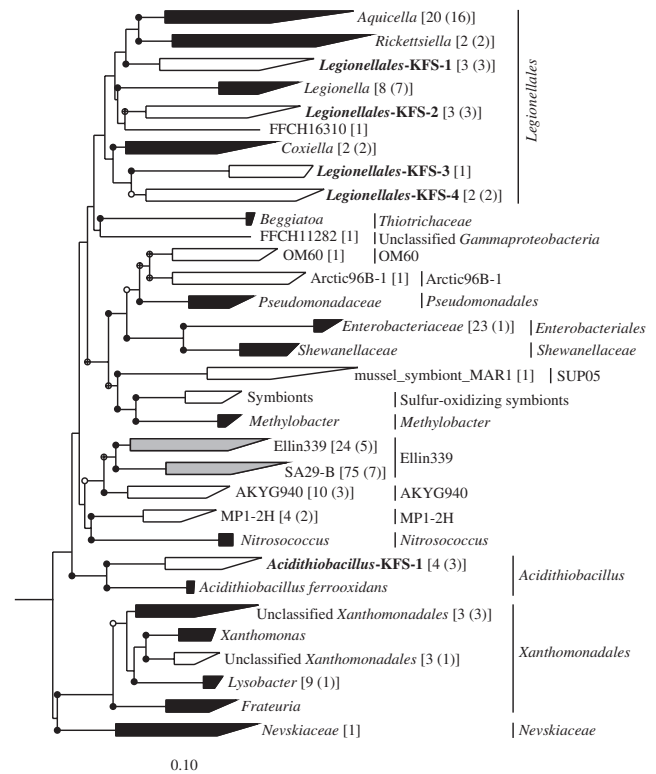 Aquicella [20 (16)]
Rickettsiella [2 (2)]
Legionellales-KFS-1 [3 (3)]
Legionella [8 (7)]
Legionellales-KFS-2 [3 (3)]
FFCH16310 [1]
Coxiella [2 (2)]
Legionellales-KFS-3 [1]
Legionellales-KFS-4 [2 (2)]
Legionellales
Beggiatoa Thiotrichaceae
FFCH11282 [1] Unclassified Gammaproteobacteria
OM60 [1] OM60
Arctic96B-1 [1] Arctic96B-1
Pseudomonadaceae Pseudomonadales
Enterobacteriaceae [23 (1)] Enterobacteriales
Shewanellaceae Shewanellaceae
mussel_symbiont_MAR1 [1] SUP05
Symbionts Sulfur-oxidizing symbionts
Methylobacter Methylobacter
Ellin339 [24 (5)]
Ellin339
SA29-B [75 (7)]
AKYG940 [10 (3)] AKYG940
MP1-2H [4 (2)] MP1-2H
Nitrosococcus Nitrosococcus
Acidithiobacillus-KFS-1 [4 (3)]
Acidithiobacillus
Acidithiobacillus ferrooxidans
Unclassified Xanthomonadales [3 (3)]
Xanthomonas
Xanthomonadales
Unclassified Xanthomonadales [3 (1)]
Lysobacter [9 (1)]
Frateuria
Nevskiaceae [1] Nevskiaceae
0.10